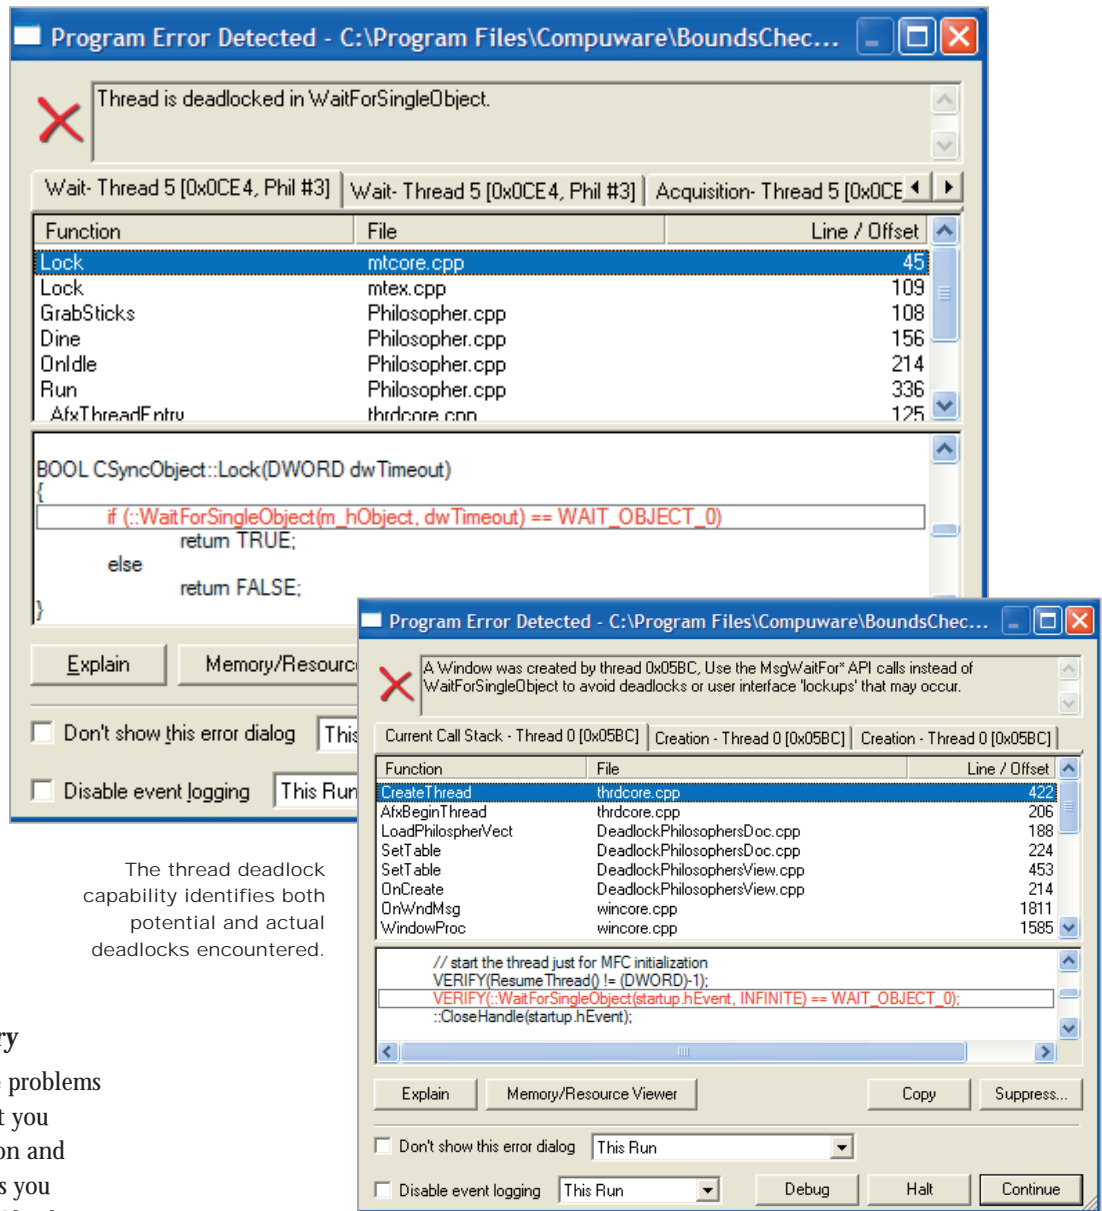 Program Error Detected - C:\Program Files\Compuware\BoundsChec...
Thread is deadlocked in WaitForSingleObject.
Wait- Thread 5 [0x0CE4, Phil #3] Wait- Thread 5 [0x0CE4, Phil #3] Acquisition- Thread 5 [0x0CE
Function File Line / Offset
Lock mtcore.cpp 45
Lock mtex.cpp 109
GrabSticks Philosopher.cpp 108
Dine Philosopher.cpp 156
OnIdle Philosopher.cpp 214
Run Philosopher.cpp 336
_AfxThreadEntry thrdcore.cpp 125
BOOL CSyncObject::Lock(DWORD dwTimeout)
{
if (::WaitForSingleObject(m_hObject, dwTimeout) == WAIT_OBJECT_0)
return TRUE;
else
return FALSE;
}
Explain Memory/Resourc
Don't show this error dialog This
Disable event logging This Run
Program Error Detected - C:\Program Files\Compuware\BoundsChec...
A Window was created by thread 0x05BC, Use the MsgWaitFor* API calls instead of
WaitForSingleObject to avoid deadlocks or user interface 'lockups' that may occur.
Current Call Stack - Thread 0 [0x05BC] Creation - Thread 0 [0x05BC] Creation - Thread 0 [0x05BC]
Function File Line / Offset
CreateThread thrdcore.cpp 422
AfxBeginThread thrdcore.cpp 206
LoadPhilospherVect DeadlockPhilosophersDoc.cpp 188
SetTable DeadlockPhilosophersDoc.cpp 224
SetTable DeadlockPhilosophersView.cpp 453
OnCreate DeadlockPhilosophersView.cpp 214
OnWndMsg wincore.cpp 1811
WindowProc wincore.cpp 1585
// start the thread just for MFC initialization
VERIFY(ResumeThread() != (DWORD)-1);
VERIFY(::WaitForSingleObject(startup.hEvent, INFINITE) == WAIT_OBJECT_0);
::CloseHandle(startup.hEvent);
Explain Memory/Resource Viewer Copy Suppress...
Don't show this error dialog This Run
Disable event logging This Run Debug Halt Continue
The thread deadlock
capability identifies both
potential and actual
deadlocks encountered.
ry
problems
t you
on and
s you